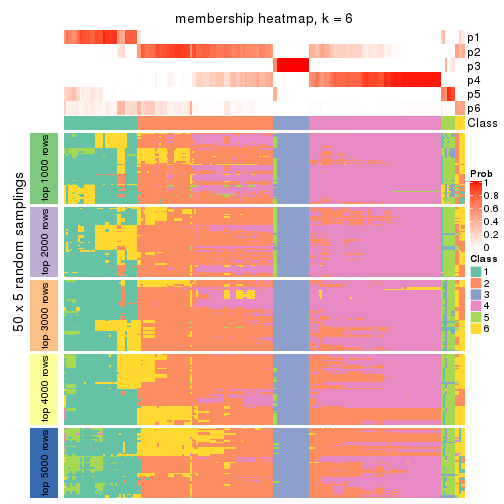 membership heatmap, k = 6
p1
p2
p3
p4
p5
p6
Class
50 x 5 random samplings
top 1000 rows
top 2000 rows
top 3000 rows
top 4000 rows
top 5000 rows
Prob
1
0.8
0.6
0.4
0.2
0
Class
1
2
3
4
5
6